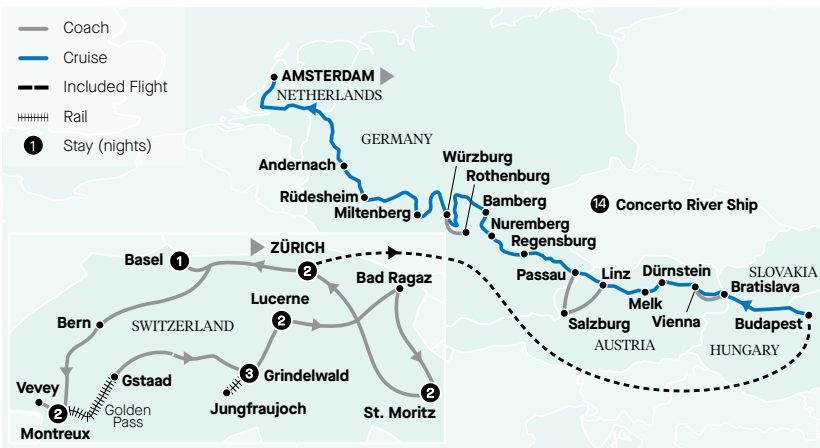 Coach
Cruise
Included Flight
Rail
1 Stay (nights)
AMSTERDAM
NETHERLANDS
GERMANY
Andernach
Rüdesheim
Miltenberg
Würzburg
Rothenburg
Bamberg
Nuremberg
Regensburg
14 Concerto River Ship
Passau
Linz
Dürnstein
SLOVAKIA
Bratislava
Melk
Vienna
Budapest
Salzburg
AUSTRIA
HUNGARY
Basel 1
ZÜRICH
2
Bad Ragaz
Lucerne
2
Bern
SWITZERLAND
Gstaad
3 Grindelwald
Jungfraujoch
Vevey
2
Golden
Pass
Montreux
2
St. Moritz